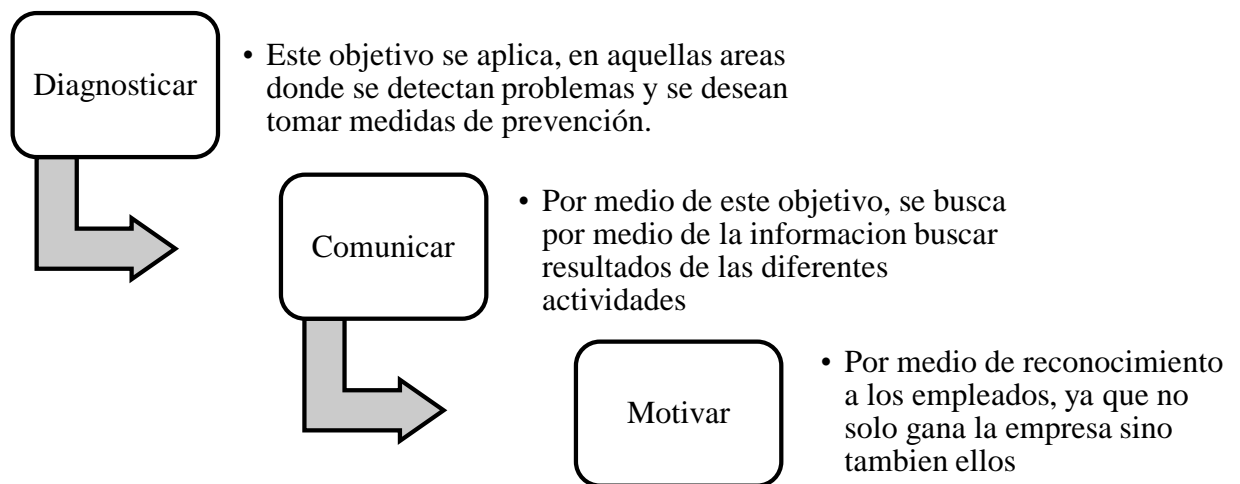 Diagnosticar
• Este objetivo se aplica, en aquellas areas
donde se detectan problemas y se desean
tomar medidas de prevención.
Comunicar
• Por medio de este objetivo, se busca
por medio de la informacion buscar
resultados de las diferentes
actividades
Motivar
• Por medio de reconocimiento
a los empleados, ya que no
solo gana la empresa sino
tambien ellos